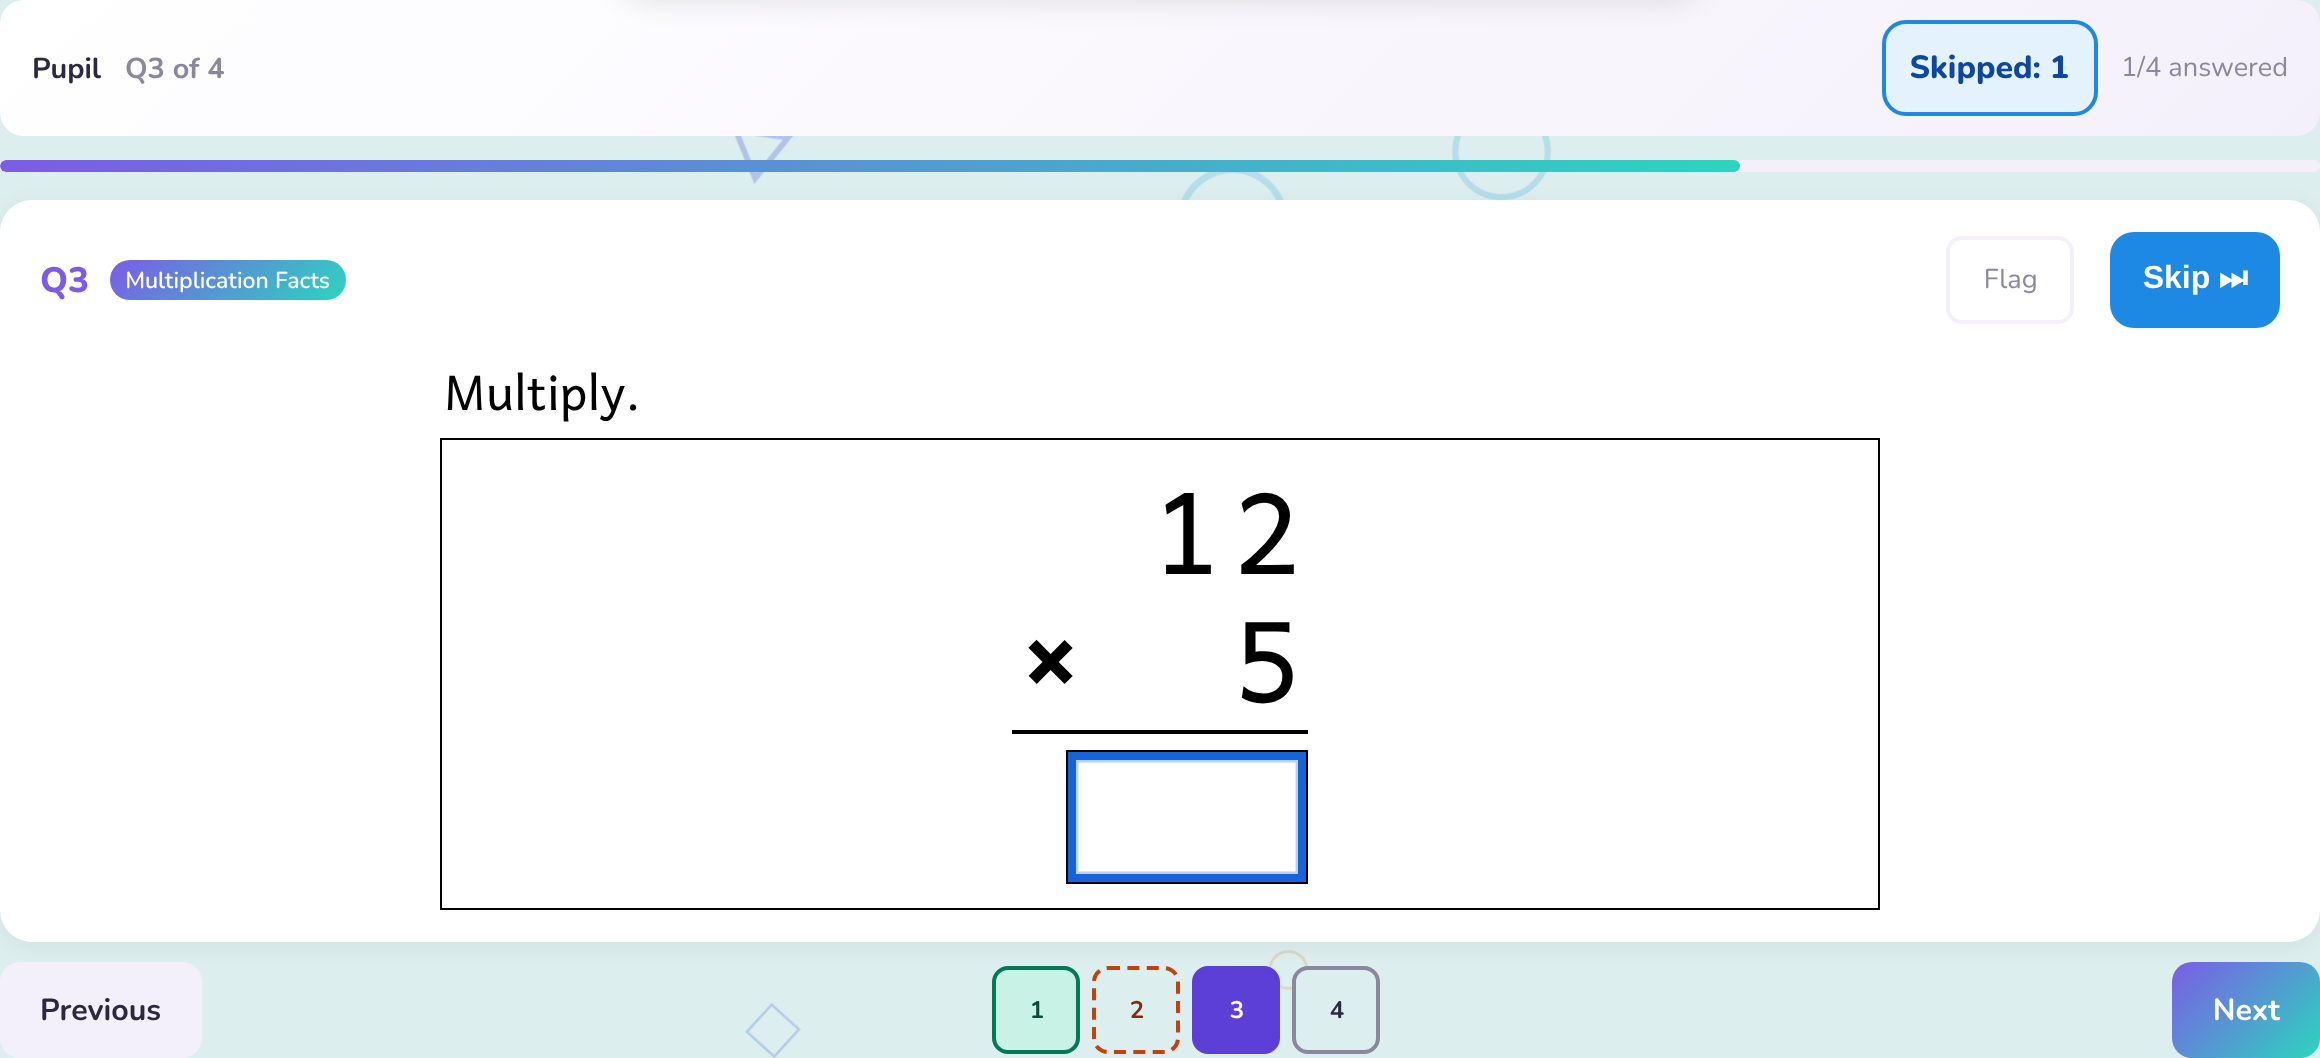 Pupil Q3 of 4 Skipped: 1 1/4 answered
Q3 Multiplication Facts Flag Skip ⏭
Multiply.
12
× 5
Previous 1 2 3 4 Next